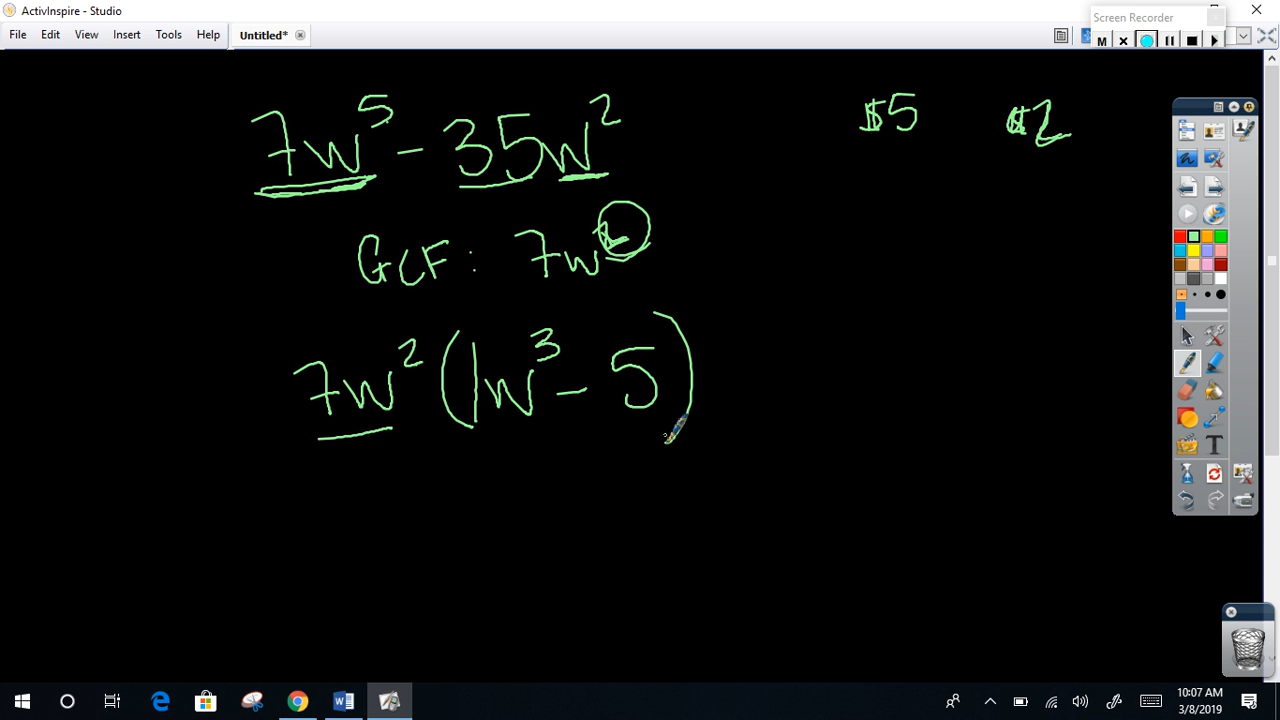 ActivInspire - Studio
Screen Recorder
File Edit View Insert Tools Help Untitled*
M
7w⁵ - 35w² $5 $2
GCF: 7w²
7w² (1w³ - 5)
10:07 AM
3/8/2019